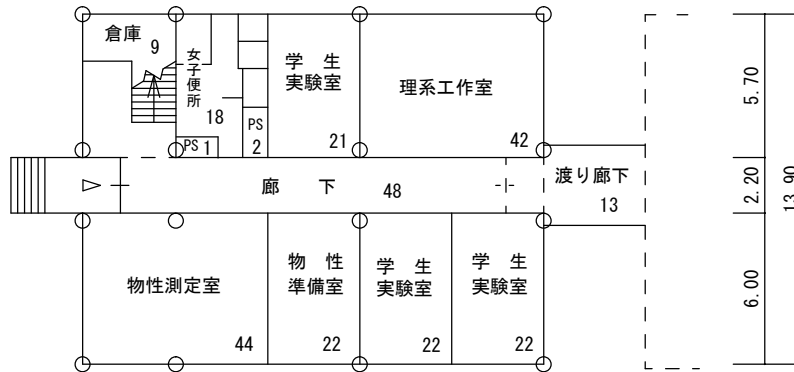 倉庫
9
女子便所
18
PS 1
PS
2
学 生
実験室
21
理系工作室
42
5.70
廊 下 48
渡り廊下
13
2.20
13.90
物性測定室
44
物 性
準備室
22
学 生
実験室
22
学 生
実験室
22
6.00